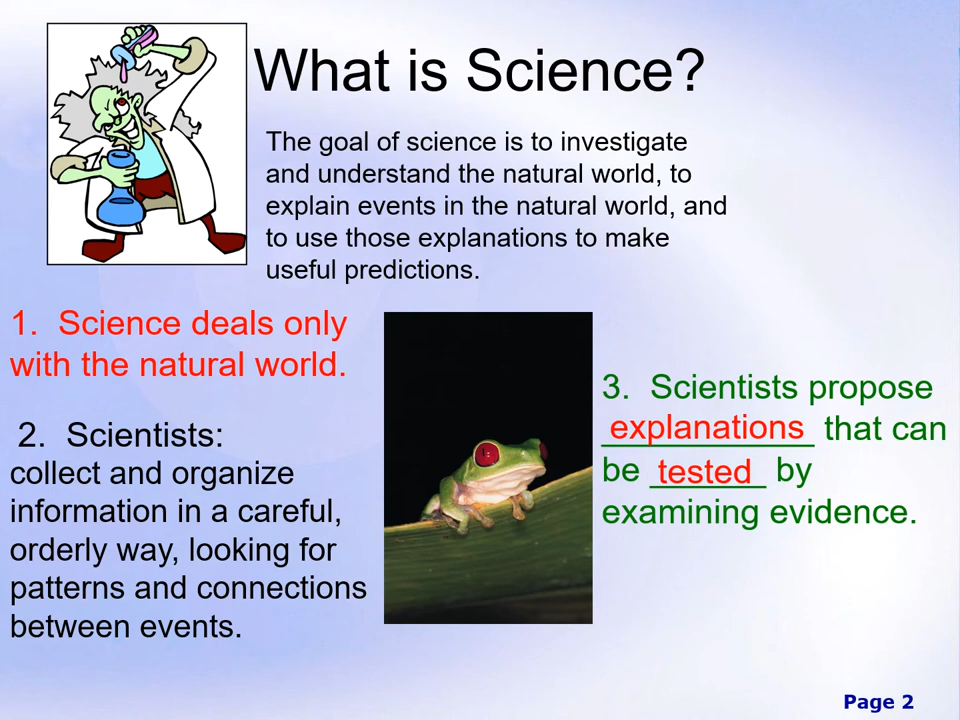 What is Science?
The goal of science is to investigate
and understand the natural world, to
explain events in the natural world, and
to use those explanations to make
useful predictions.
1. Science deals only
with the natural world.
2. Scientists:
collect and organize
information in a careful,
orderly way, looking for
patterns and connections
between events.
3. Scientists propose
explanations that can
be tested by
examining evidence.
Page 2